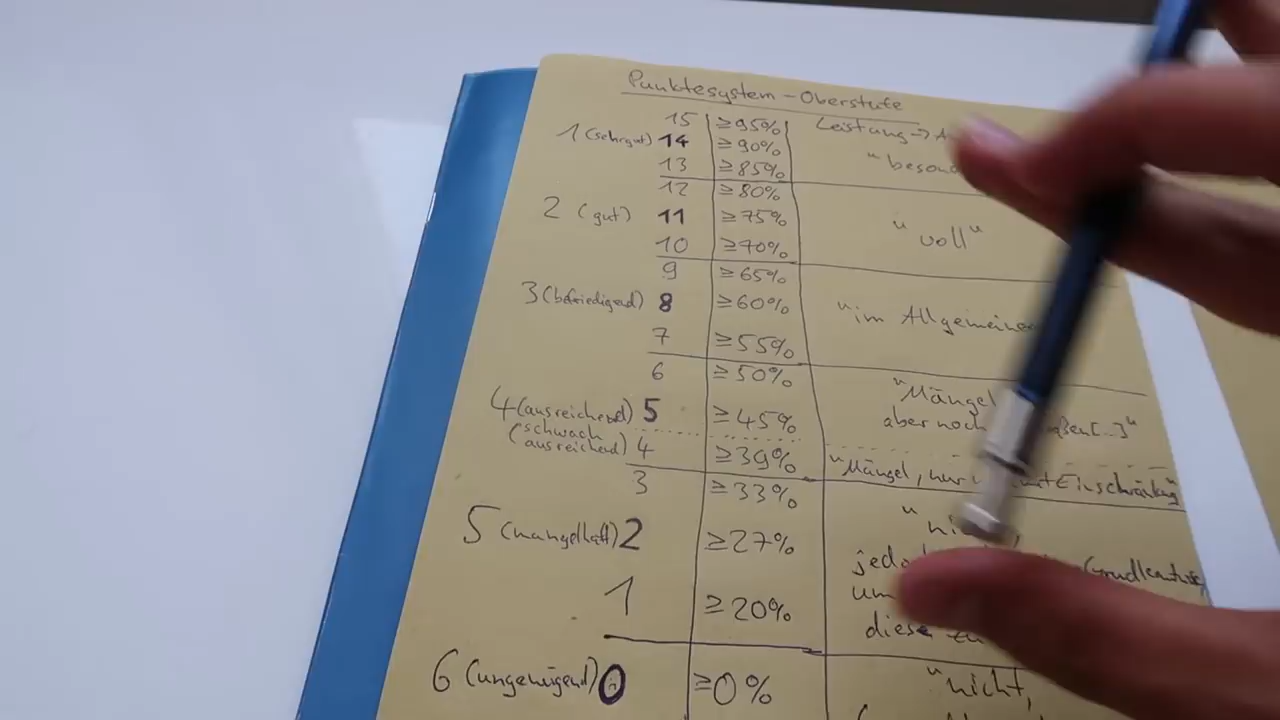 Punktesystem - Oberstufe
15 ≥95% Leistung →
1 (sehr gut) 14 ≥90%
13 ≥85% "
12 ≥80%
2 (gut) 11 ≥75% " voll "
10 ≥70%
9 ≥65%
3 (befriedigend) 8 ≥60% "im Allgemeinen
7 ≥55%
6 ≥50% "Mängel
4 (ausreichend) 5 ≥45% aber noch [...]"
(schwach
ausreichend) 4 ≥39% "Mängel, nur mit Einschränkung"
3 ≥33%
5 (mangelhaft) 2 ≥27%
1 ≥20% diese
6 (ungenügend) 0 ≥0% "nicht,